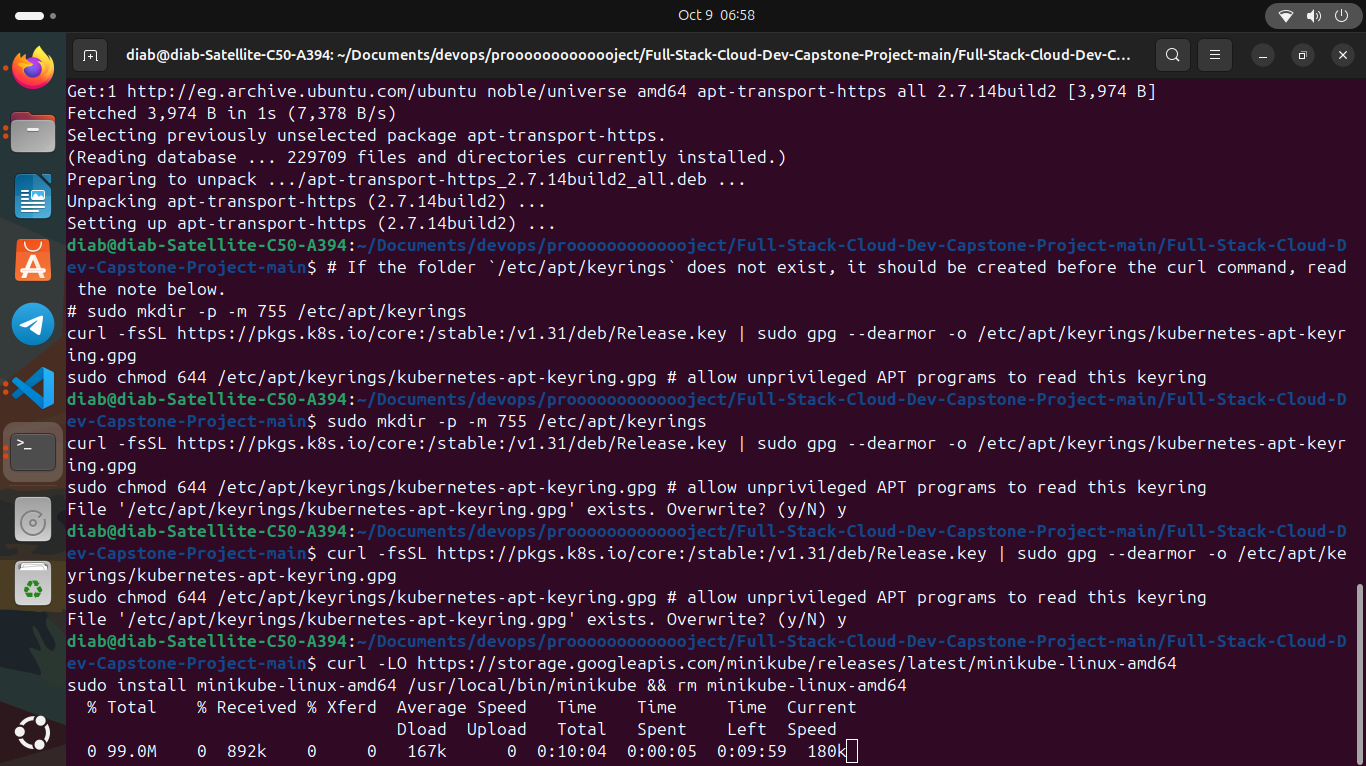 Oct 9 06:58
diab@diab-Satellite-C50-A394: ~/Documents/devops/proooooooooooject/Full-Stack-Cloud-Dev-Capstone-Project-main/Full-Stack-Cloud-Dev-C…
Get:1 http://eg.archive.ubuntu.com/ubuntu noble/universe amd64 apt-transport-https all 2.7.14build2 [3,974 B]
Fetched 3,974 B in 1s (7,378 B/s)
Selecting previously unselected package apt-transport-https.
(Reading database ... 229709 files and directories currently installed.)
Preparing to unpack .../apt-transport-https_2.7.14build2_all.deb ...
Unpacking apt-transport-https (2.7.14build2) ...
Setting up apt-transport-https (2.7.14build2) ...
diab@diab-Satellite-C50-A394:~/Documents/devops/proooooooooooject/Full-Stack-Cloud-Dev-Capstone-Project-main/Full-Stack-Cloud-D
ev-Capstone-Project-main$ # If the folder `/etc/apt/keyrings` does not exist, it should be created before the curl command, read
the note below.
# sudo mkdir -p -m 755 /etc/apt/keyrings
curl -fsSL https://pkgs.k8s.io/core:/stable:/v1.31/deb/Release.key | sudo gpg --dearmor -o /etc/apt/keyrings/kubernetes-apt-keyr
ing.gpg
sudo chmod 644 /etc/apt/keyrings/kubernetes-apt-keyring.gpg # allow unprivileged APT programs to read this keyring
diab@diab-Satellite-C50-A394:~/Documents/devops/proooooooooooject/Full-Stack-Cloud-Dev-Capstone-Project-main/Full-Stack-Cloud-D
ev-Capstone-Project-main$ sudo mkdir -p -m 755 /etc/apt/keyrings
curl -fsSL https://pkgs.k8s.io/core:/stable:/v1.31/deb/Release.key | sudo gpg --dearmor -o /etc/apt/keyrings/kubernetes-apt-keyr
ing.gpg
sudo chmod 644 /etc/apt/keyrings/kubernetes-apt-keyring.gpg # allow unprivileged APT programs to read this keyring
File '/etc/apt/keyrings/kubernetes-apt-keyring.gpg' exists. Overwrite? (y/N) y
diab@diab-Satellite-C50-A394:~/Documents/devops/proooooooooooject/Full-Stack-Cloud-Dev-Capstone-Project-main/Full-Stack-Cloud-D
ev-Capstone-Project-main$ curl -fsSL https://pkgs.k8s.io/core:/stable:/v1.31/deb/Release.key | sudo gpg --dearmor -o /etc/apt/ke
yrings/kubernetes-apt-keyring.gpg
sudo chmod 644 /etc/apt/keyrings/kubernetes-apt-keyring.gpg # allow unprivileged APT programs to read this keyring
File '/etc/apt/keyrings/kubernetes-apt-keyring.gpg' exists. Overwrite? (y/N) y
diab@diab-Satellite-C50-A394:~/Documents/devops/proooooooooooject/Full-Stack-Cloud-Dev-Capstone-Project-main/Full-Stack-Cloud-D
ev-Capstone-Project-main$ curl -LO https://storage.googleapis.com/minikube/releases/latest/minikube-linux-amd64
sudo install minikube-linux-amd64 /usr/local/bin/minikube && rm minikube-linux-amd64
% Total % Received % Xferd Average Speed Time Time Time Current
Dload Upload Total Spent Left Speed
0 99.0M 0 892k 0 0 167k 0 0:10:04 0:00:05 0:09:59 180k